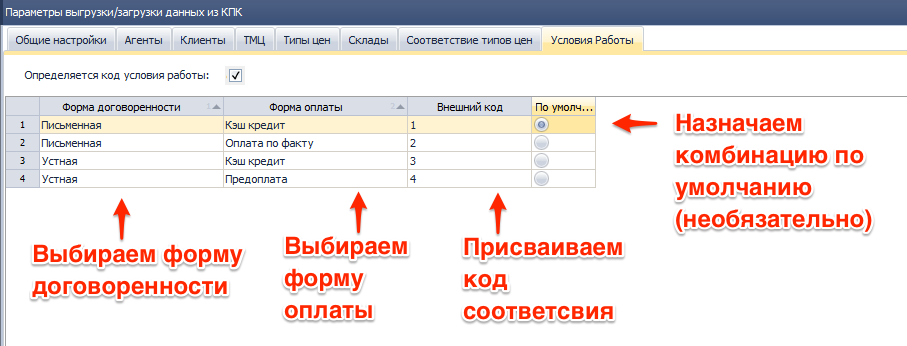 Параметры выгрузки/загрузки данных из КПК
Общие настройки Агенты Клиенты ТМЦ Типы цен Склады Соответствие типов цен Условия Работы
Определяется код условия работы:
Форма договоренности 1 Форма оплаты 2 Внешний код По умолч...
1 Письменная Кэш кредит 1
2 Письменная Оплата по факту 2
3 Устная Кэш кредит 3
4 Устная Предоплата 4
Назначаем
комбинацию по
умолчанию
(необязательно)
Выбираем форму
договоренности
Выбираем
форму
оплаты
Присваиваем
код
соответсвия